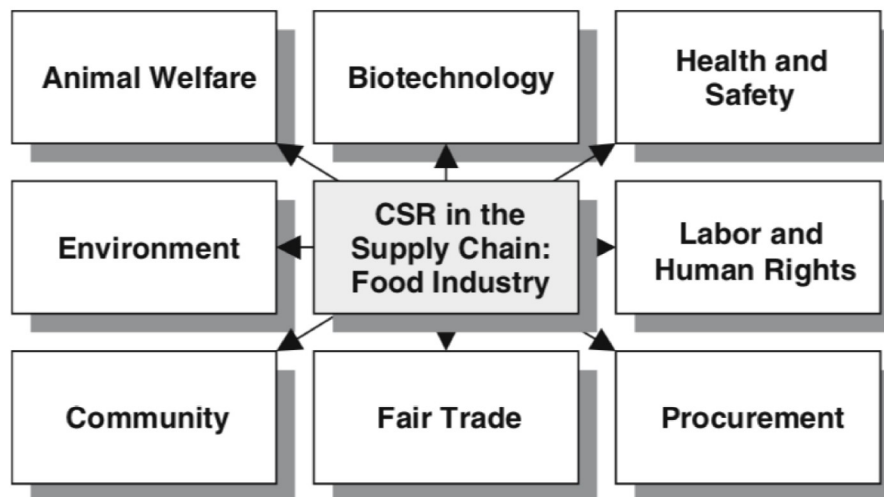 Animal Welfare
Biotechnology
Health and
Safety
Environment
CSR in the
Supply Chain:
Food Industry
Labor and
Human Rights
Community
Fair Trade
Procurement